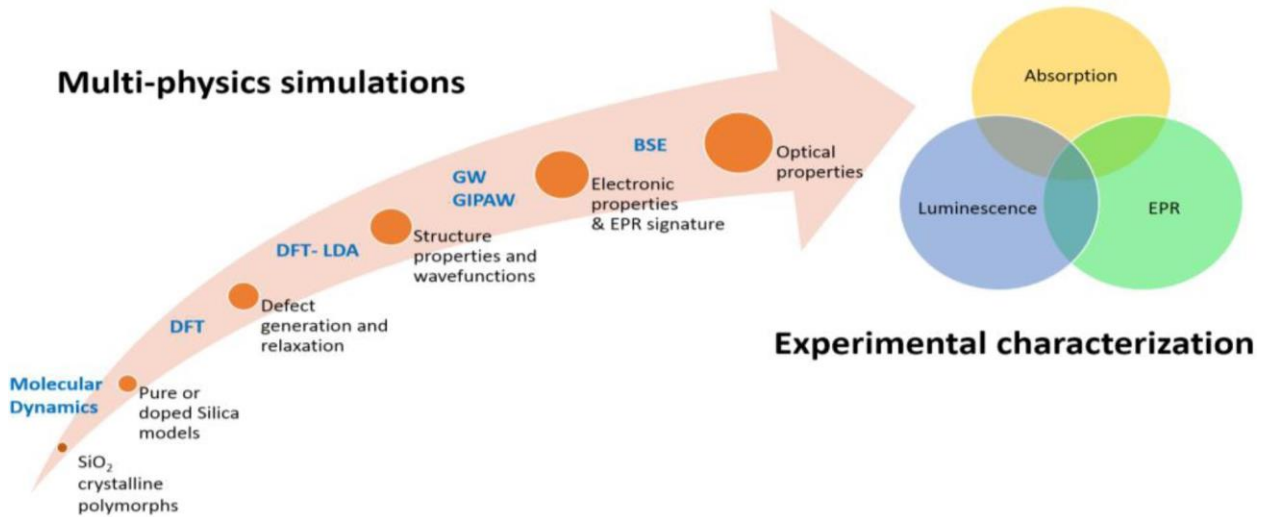 Multi-physics simulations
Molecular
Dynamics
SiO₂
crystalline
polymorphs
Pure or
doped Silica
models
DFT
Defect
generation and
relaxation
DFT- LDA
Structure
properties and
wavefunctions
GW
GIPAW
Electronic
properties
& EPR signature
BSE
Optical
properties
Absorption
Luminescence
EPR
Experimental characterization